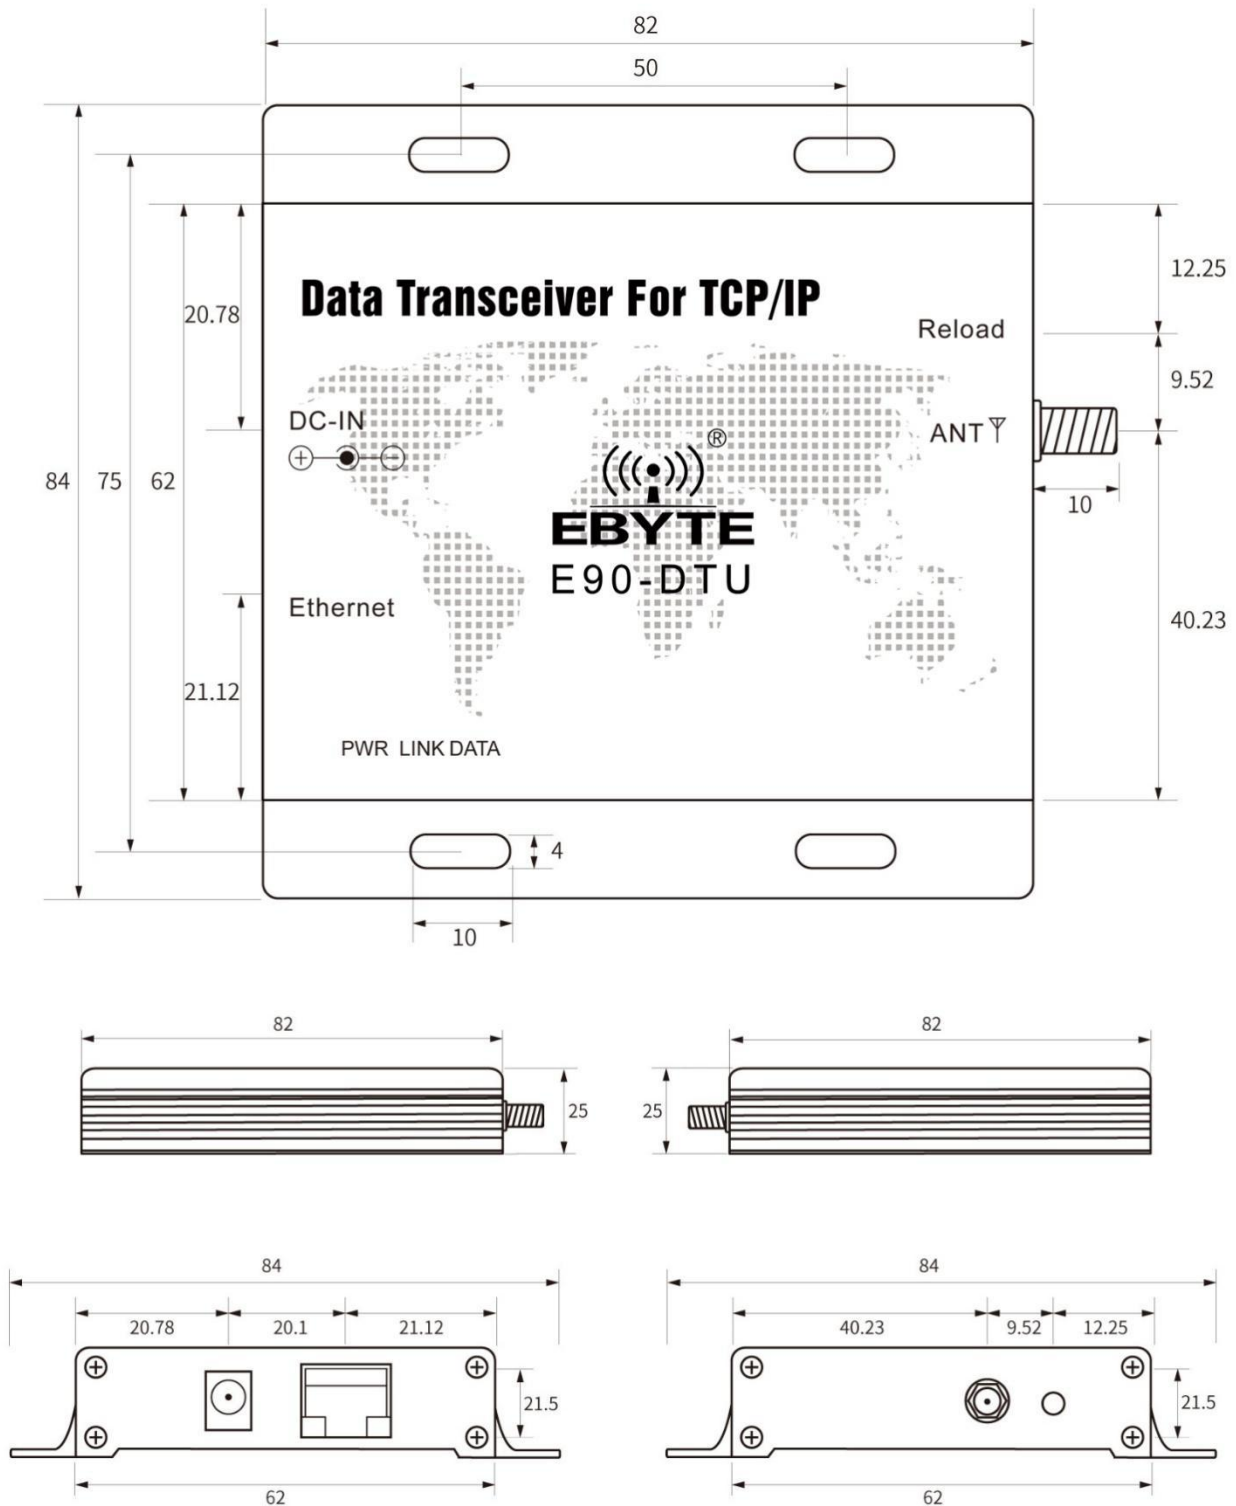 82
50
12.25
Data Transceiver For TCP/IP
20.78
Reload
9.52
DC-IN
®
ANT
84 75 62
10
EBYTE
E90-DTU
Ethernet
40.23
21.12
PWR LINK DATA
4
10
82
82
25
25
84
84
20.78 20.1 21.12
40.23 9.52 12.25
21.5
21.5
62
62